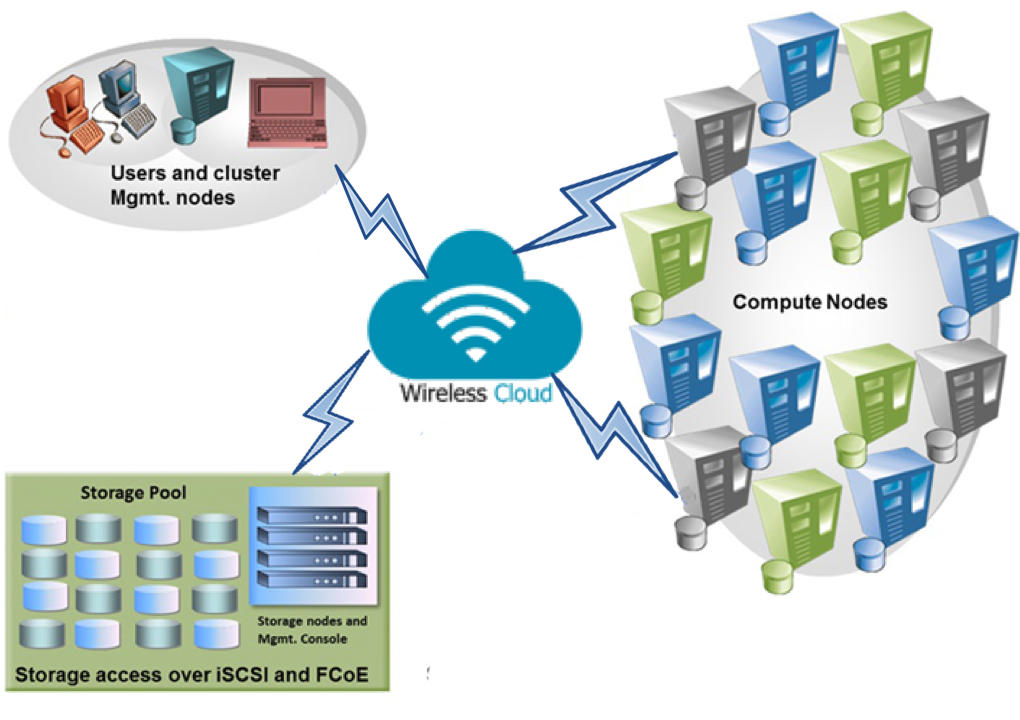 Users and cluster
Mgmt. nodes
Compute Nodes
Wireless Cloud
Storage Pool
Storage nodes and
Mgmt. Console
Storage access over iSCSI and FCoE